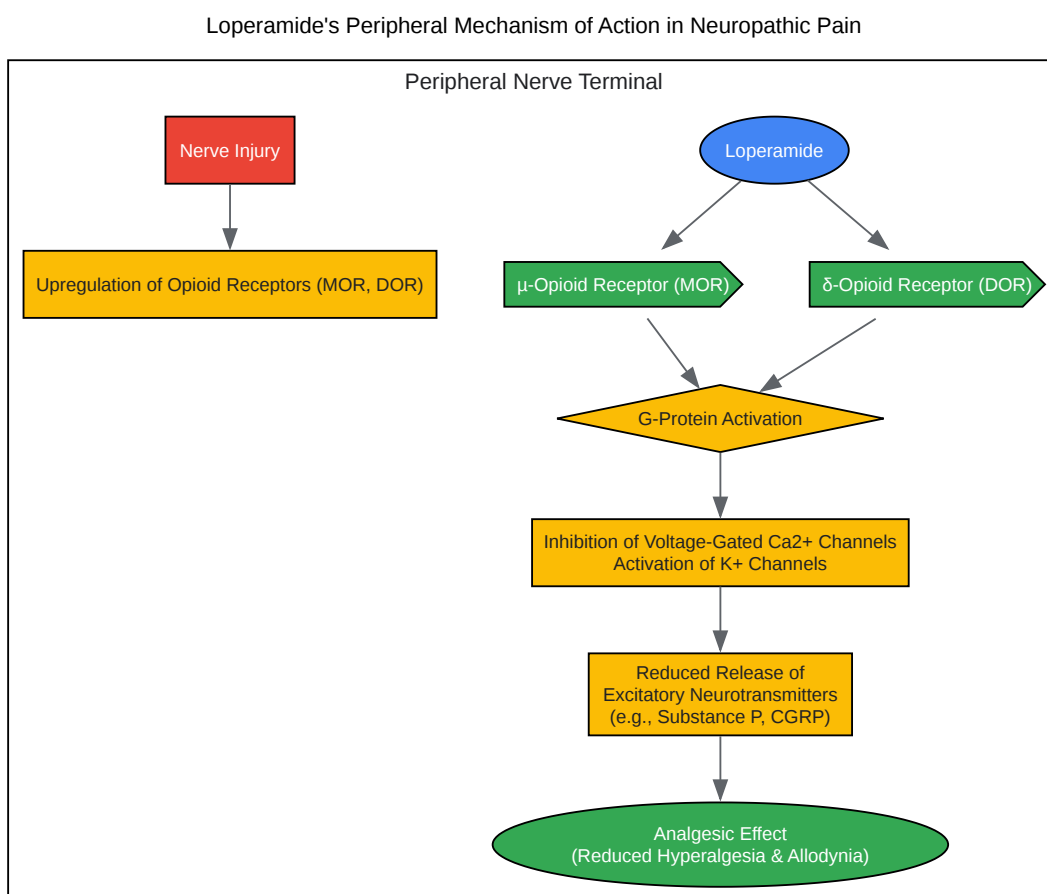 Loperamide's Peripheral Mechanism of Action in Neuropathic Pain
Peripheral Nerve Terminal
Nerve Injury
Loperamide
Upregulation of Opioid Receptors (MOR, DOR)
µ-Opioid Receptor (MOR)
δ-Opioid Receptor (DOR)
G-Protein Activation
Inhibition of Voltage-Gated Ca2+ Channels
Activation of K+ Channels
Reduced Release of
Excitatory Neurotransmitters
(e.g., Substance P, CGRP)
Analgesic Effect
(Reduced Hyperalgesia & Allodynia)